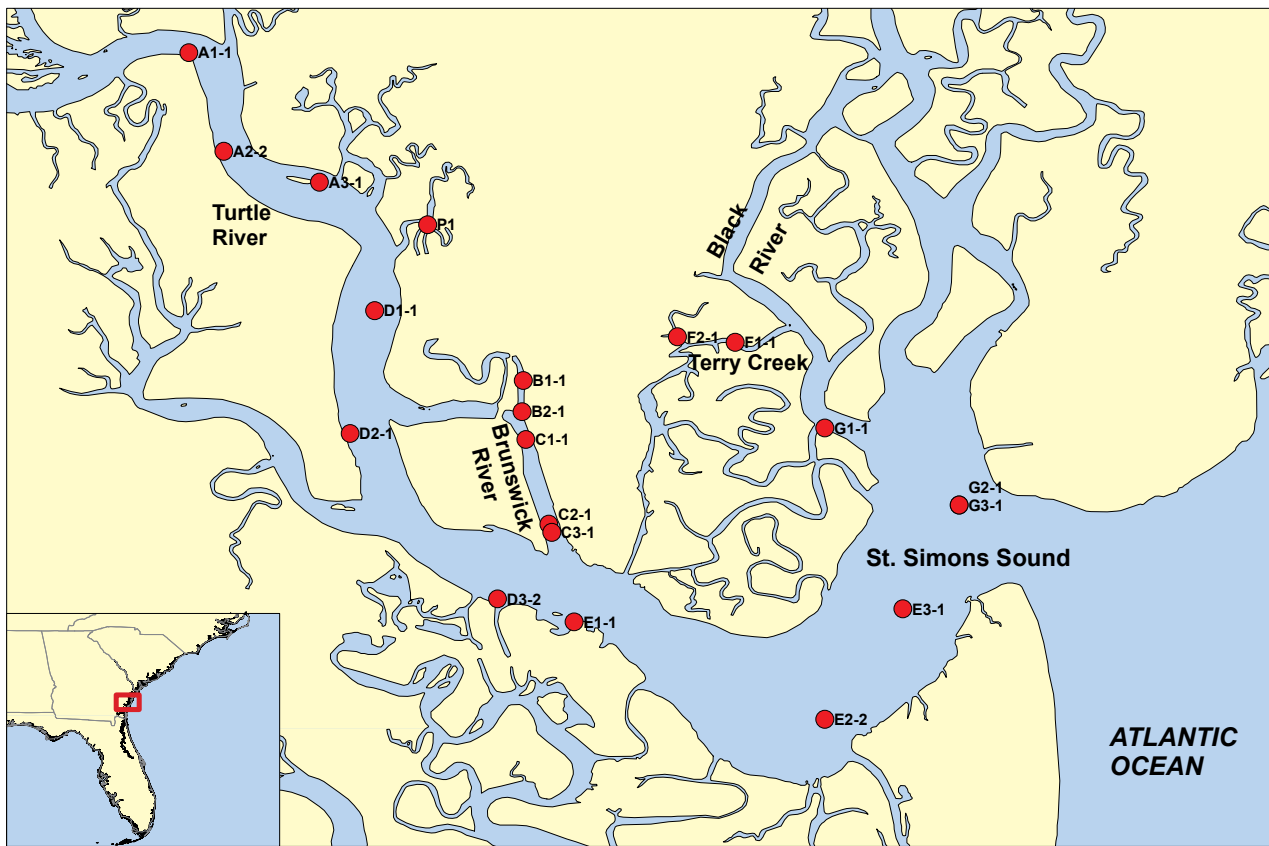 A1-1
A2-2
A3-1
Turtle
River
P1
Black
River
D1-1
F2-1
F1-1
Terry Creek
B1-1
B2-1
D2-1
C1-1
G1-1
Brunswick
River
G2-1
G3-1
C2-1
C3-1
St. Simons Sound
D3-2
E1-1
E3-1
E2-2
ATLANTIC
OCEAN